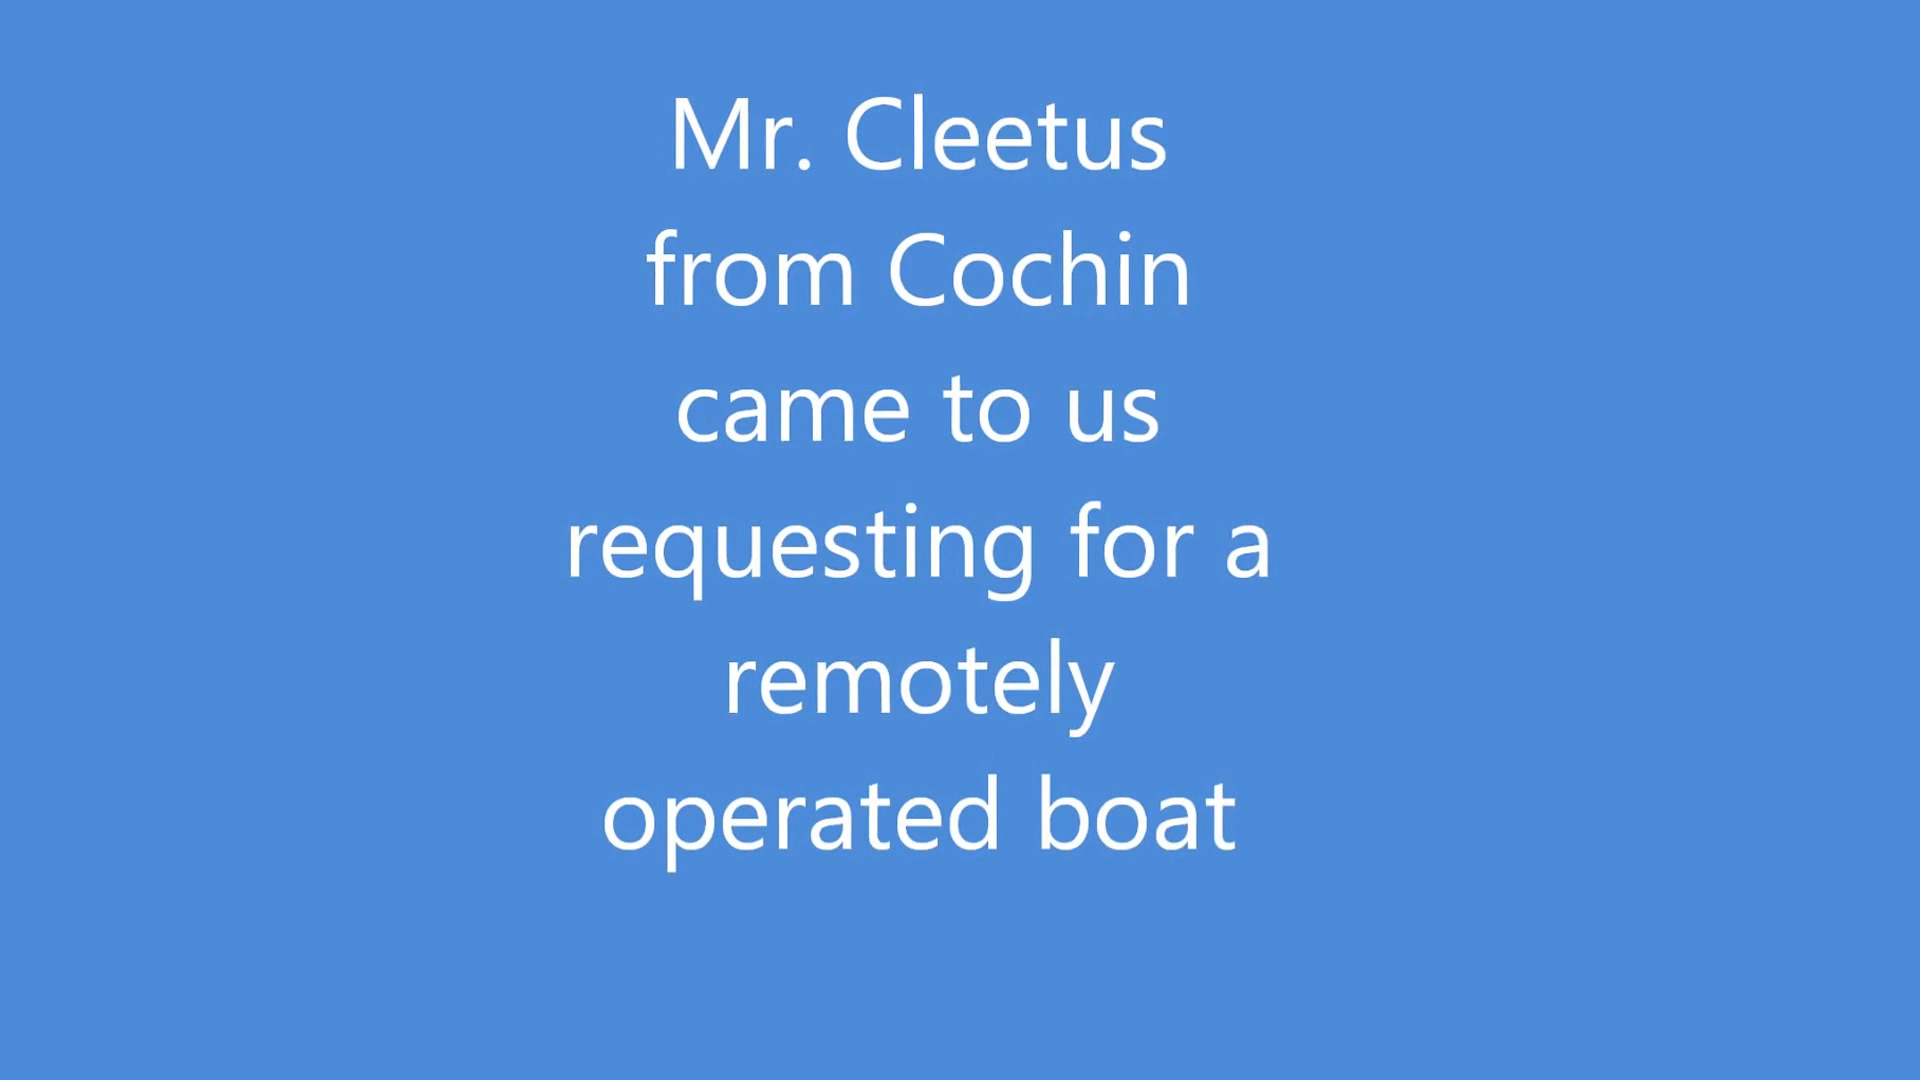 Mr. Cleetus
from Cochin
came to us
requesting for a
remotely
operated boat